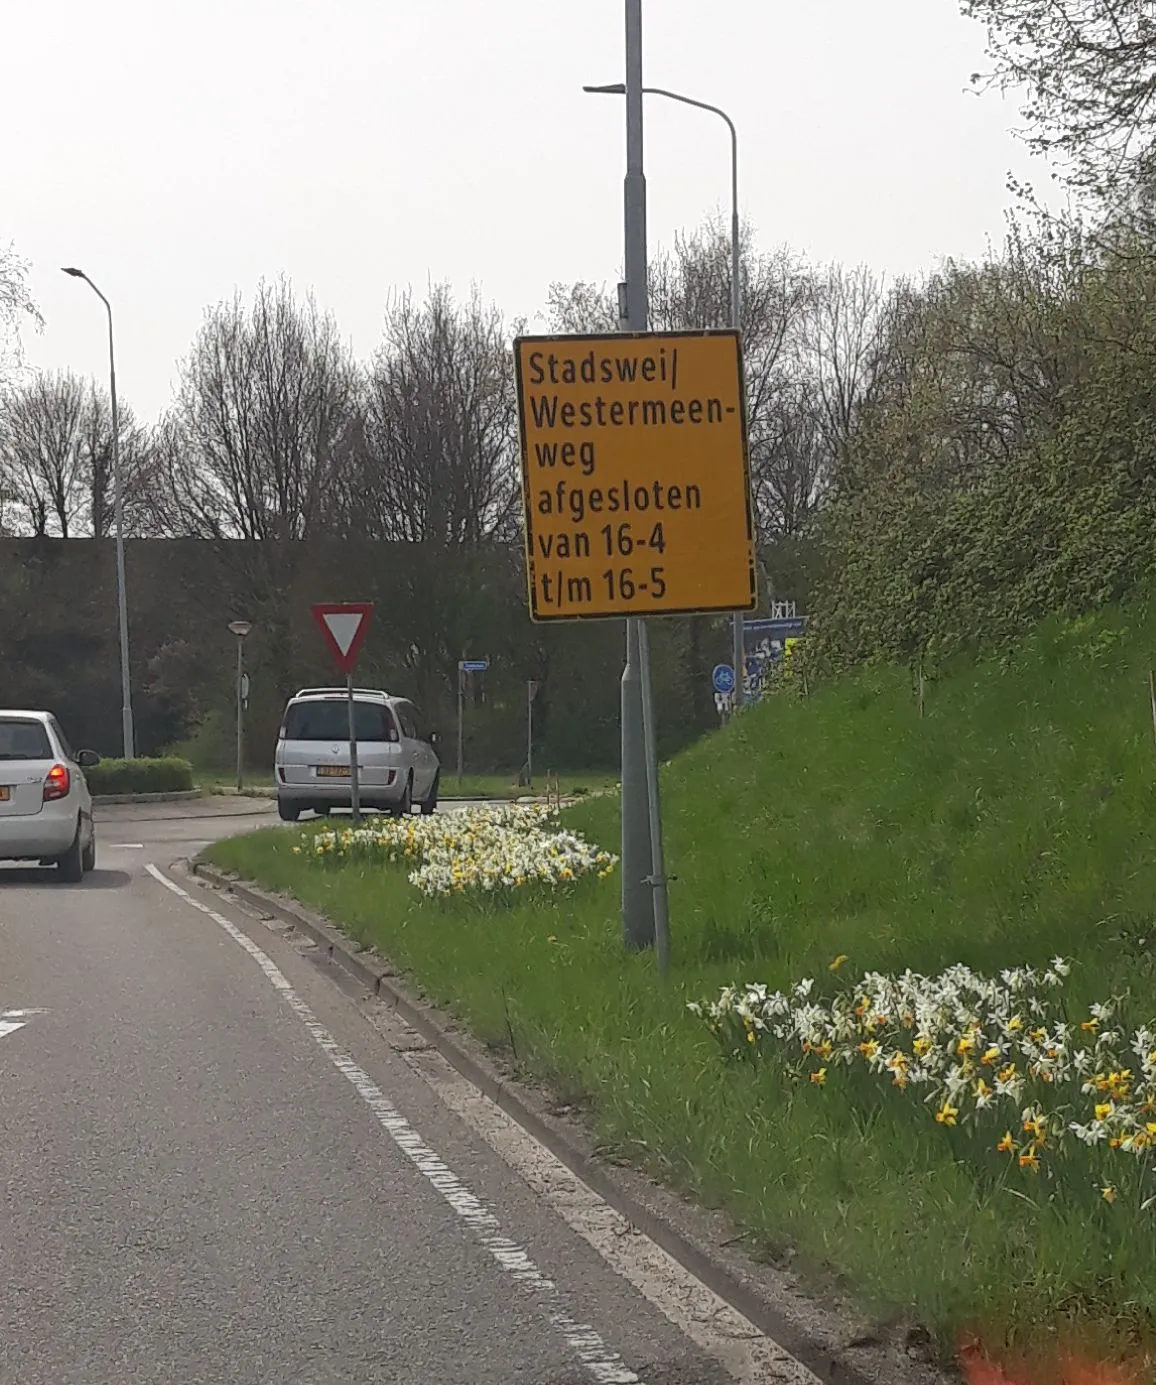 Stadswei/
Westermeen-
weg
afgesloten
van 16-4
t/m 16-5